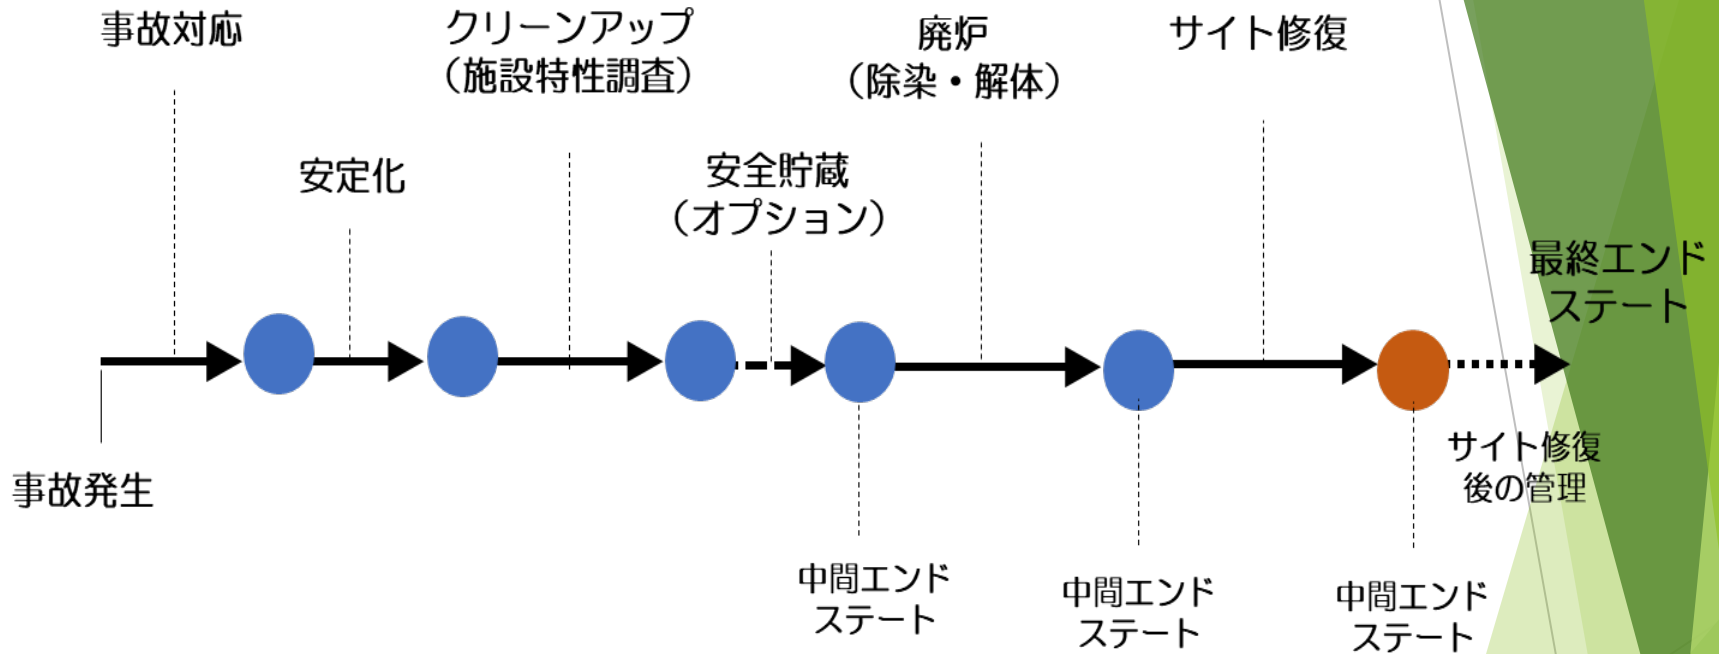 事故対応
クリーンアップ
（施設特性調査）
廃炉
（除染・解体）
サイト修復
安定化
安全貯蔵
（オプション）
最終エンド
ステート
事故発生
サイト修復
後の管理
中間エンド
ステート
中間エンド
ステート
中間エンド
ステート